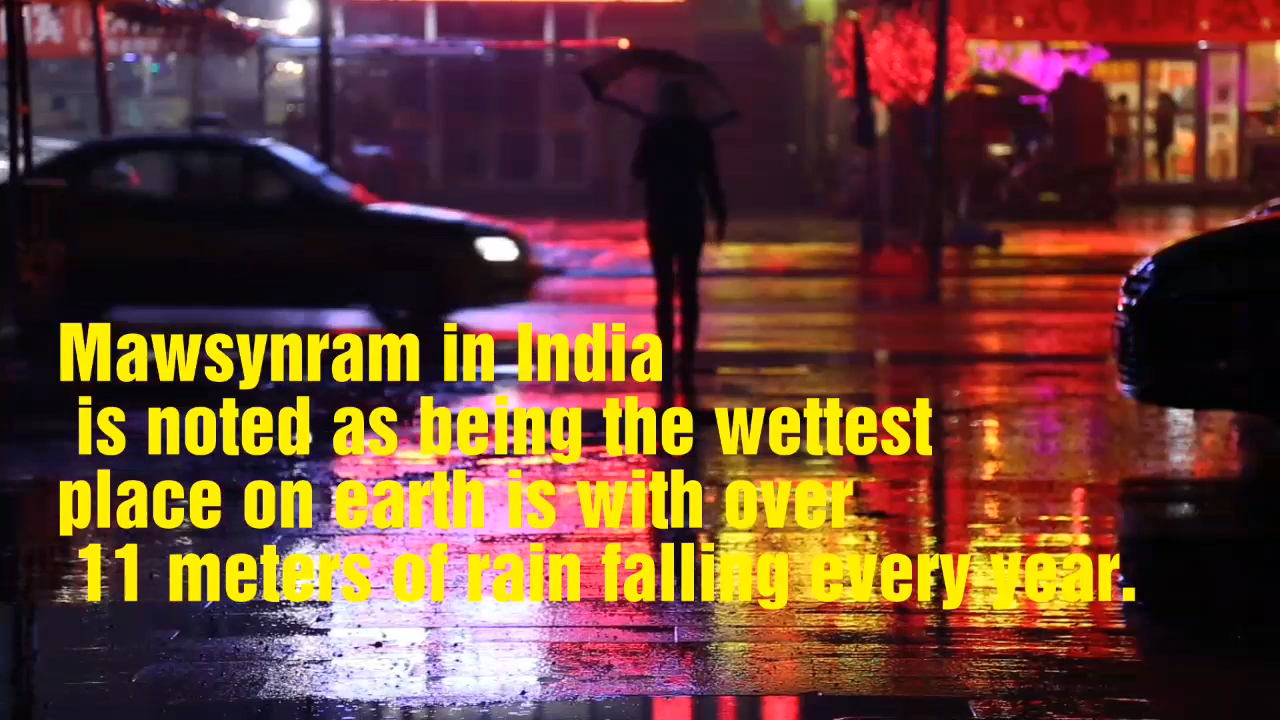 Mawsynram in India
is noted as being the wettest
place on earth is with over
11 meters of rain falling every year.